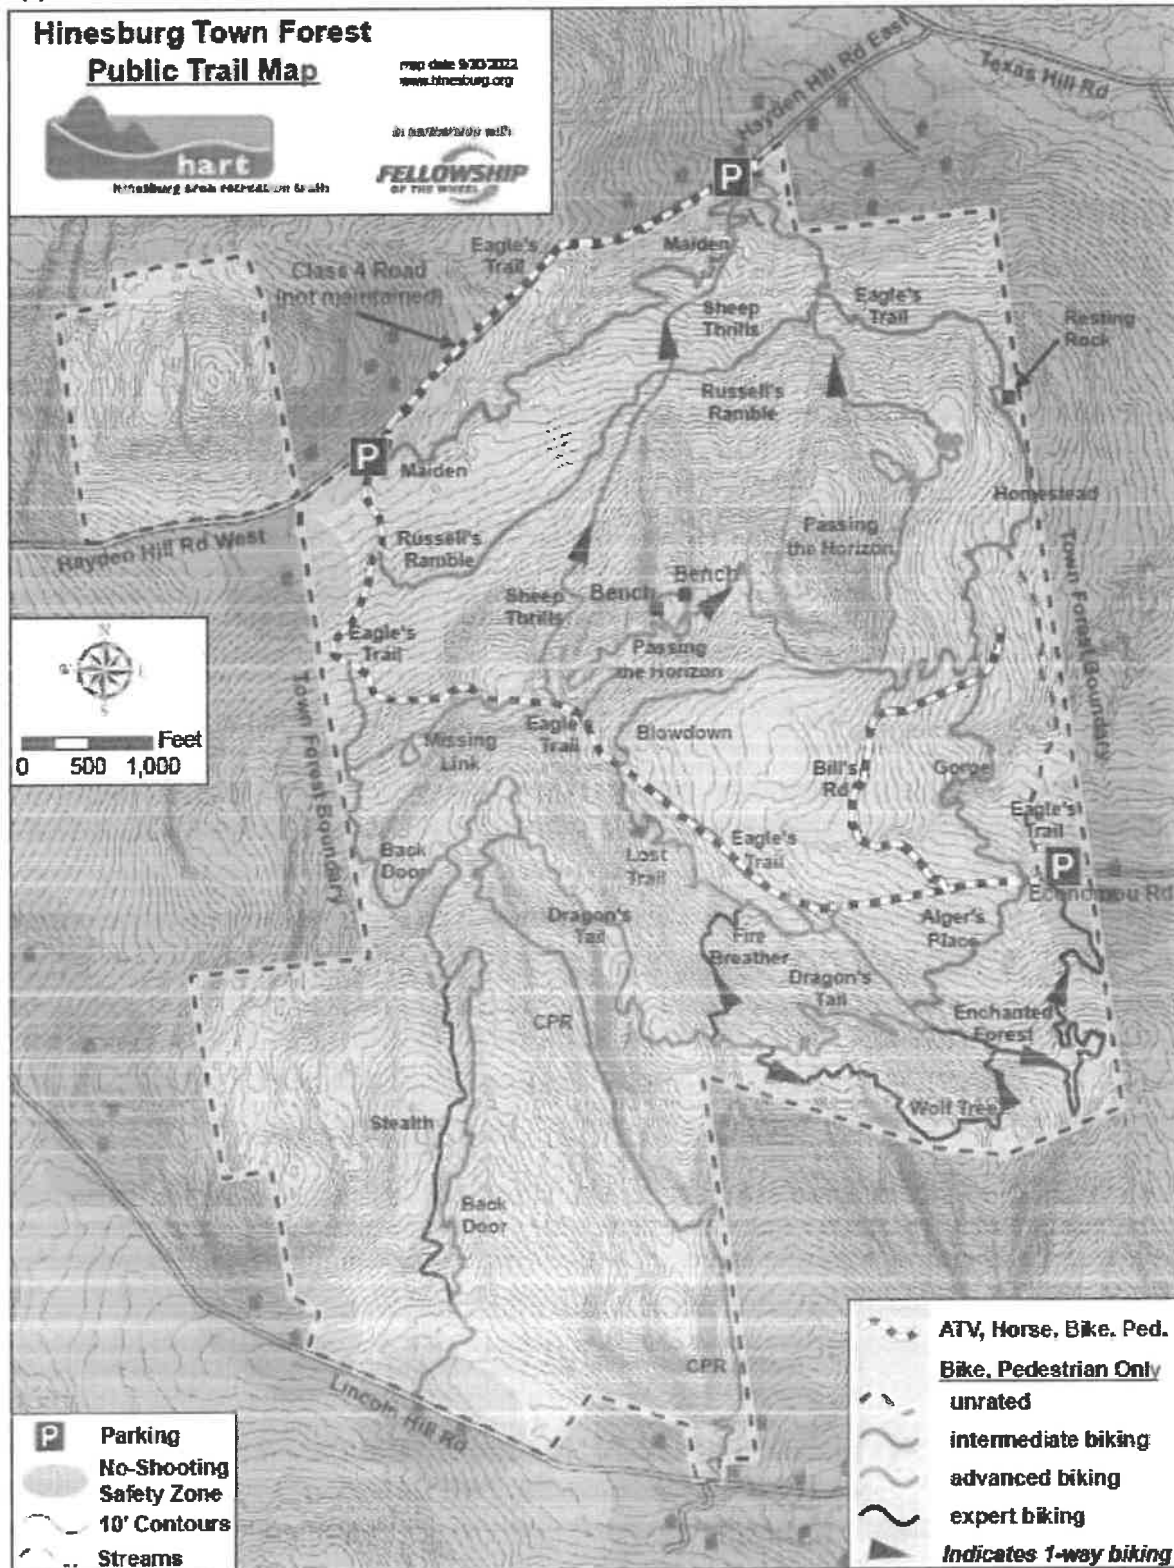 Hinesburg Town Forest
Public Trail Map
map date 9/30/2022
www.hinesburg.org
hart
hinesburg area recreation trails
in partnership with
FELLOWSHIP
OF THE WHEEL
Hayden Hill Rd East
Texas Hill Rd
P
Eagle's
Trail
Maiden
Class 4 Road
(not maintained)
Sheep
Thrills
Eagle's
Trail
Resting
Rock
Russell's
Ramble
P
Maiden
Homestead
Hayden Hill Rd West
Russell's
Ramble
Passing
the Horizon
Bench
Bench
Sheep
Thrills
Town Forest Boundary
Eagle's
Trail
Passing
the Horizon
N
S
Feet
0 500 1,000
Town Forest Boundary
Missing
Link
Eagle's
Trail
Blowdown
Bill's
Rd
Gorge
Eagle's
Trail
Back
Door
Lost
Trail
Eagle's
Trail
P
Economou Rd
Dragon's
Tail
Fire
Breather
Alger's
Place
Dragon's
Tail
CPR
Enchanted
Forest
Stealth
Wolf Tree
Back
Door
CPR
Lincoln Hill Rd
P Parking
No-Shooting
Safety Zone
10' Contours
Streams
ATV, Horse, Bike, Ped.
Bike, Pedestrian Only
unrated
intermediate biking
advanced biking
expert biking
Indicates 1-way biking